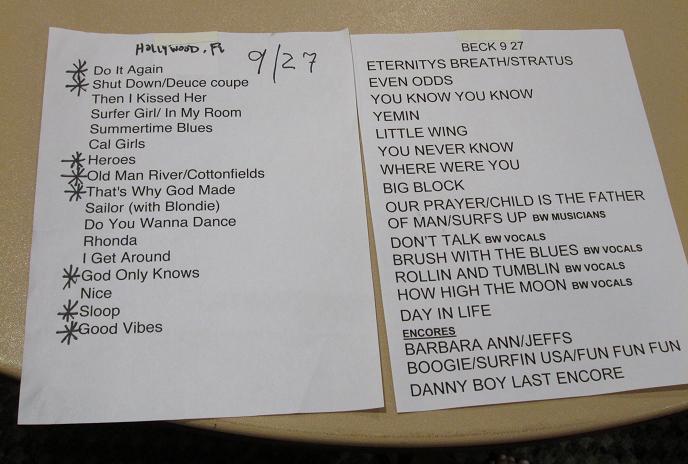 HOLLYWOOD, FL
9/27
Do It Again
Shut Down/Deuce coupe
Then I Kissed Her
Surfer Girl/ In My Room
Summertime Blues
Cal Girls
Heroes
Old Man River/Cottonfields
That's Why God Made
Sailor (with Blondie)
Do You Wanna Dance
Rhonda
I Get Around
God Only Knows
Nice
Sloop
Good Vibes
BECK 9 27
ETERNITYS BREATH/STRATUS
EVEN ODDS
YOU KNOW YOU KNOW
YEMIN
LITTLE WING
YOU NEVER KNOW
WHERE WERE YOU
BIG BLOCK
OUR PRAYER/CHILD IS THE FATHER
OF MAN/SURFS UP BW MUSICIANS
DON'T TALK BW VOCALS
BRUSH WITH THE BLUES BW VOCALS
ROLLIN AND TUMBLIN BW VOCALS
HOW HIGH THE MOON BW VOCALS
DAY IN LIFE
ENCORES
BARBARA ANN/JEFFS
BOOGIE/SURFIN USA/FUN FUN FUN
DANNY BOY LAST ENCORE